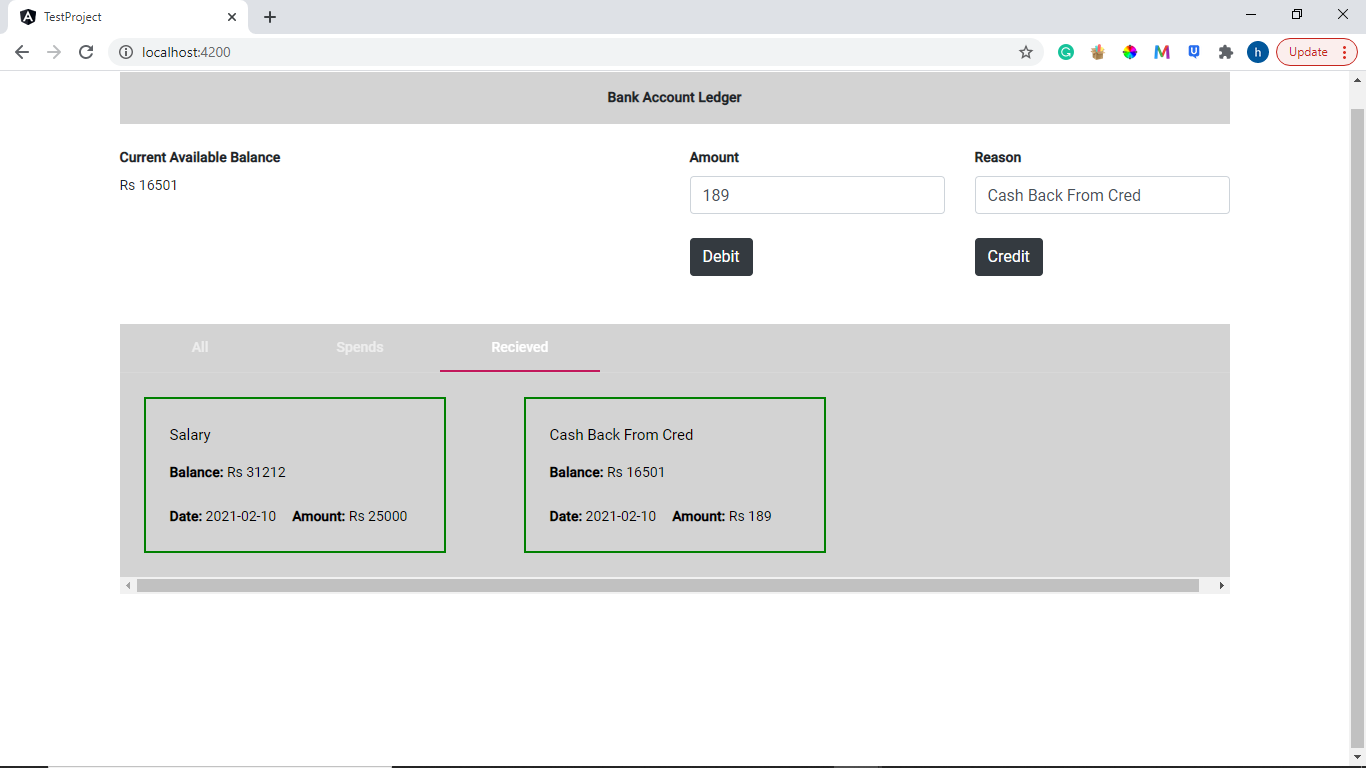 TestProject
localhost:4200
h
Update
Bank Account Ledger
Current Available Balance
Rs 16501
Amount
189
Reason
Cash Back From Cred
Debit
Credit
All Spends Recieved
Salary
Balance: Rs 31212
Date: 2021-02-10 Amount: Rs 25000
Cash Back From Cred
Balance: Rs 16501
Date: 2021-02-10 Amount: Rs 189